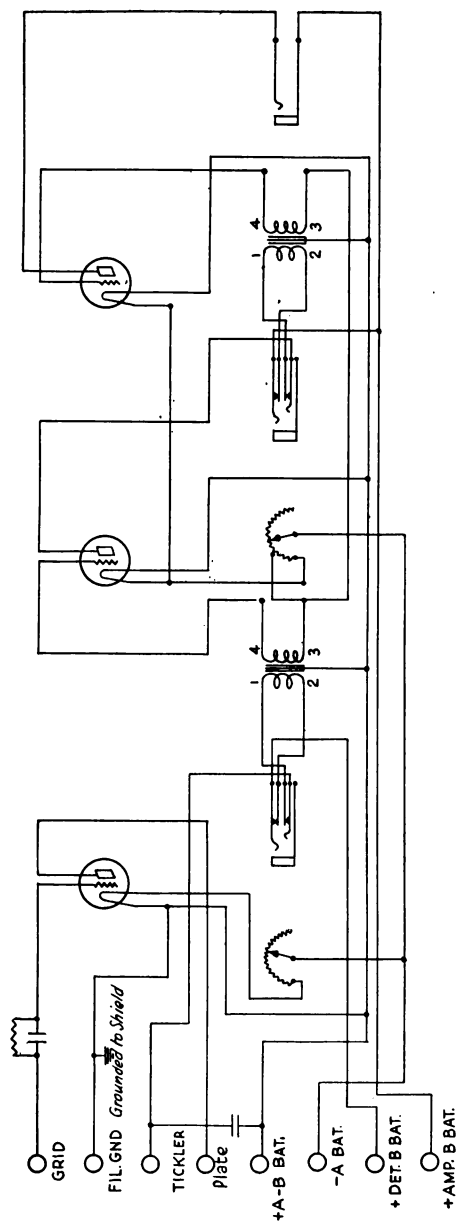 4
3
1
2
4
3
1
2
GRID
FIL. GND Grounded to Shield
TICKLER
Plate
+A-B BAT.
-A BAT.
+DET. B BAT.
+AMP. B BAT.